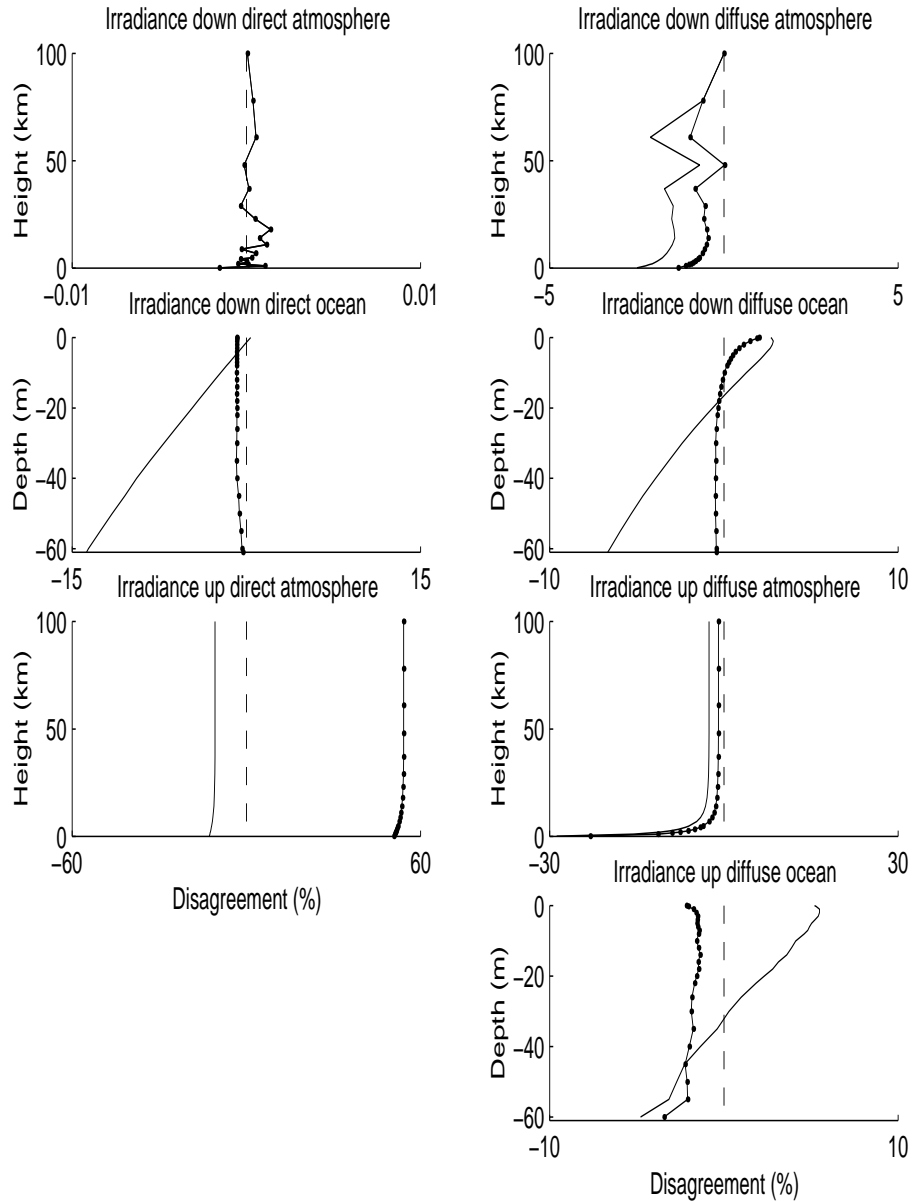 Irradiance down direct atmosphere
100
50
0
Height (km)
−0.01
0.01
Irradiance down diffuse atmosphere
100
50
0
Height (km)
−5
5
Irradiance down direct ocean
0
−20
−40
−60
Depth (m)
−15
15
Irradiance down diffuse ocean
0
−20
−40
−60
Depth (m)
−10
10
Irradiance up direct atmosphere
100
50
0
Height (km)
−60
60
Disagreement (%)
Irradiance up diffuse atmosphere
100
50
0
Height (km)
−30
30
Irradiance up diffuse ocean
0
−20
−40
−60
Depth (m)
−10
10
Disagreement (%)